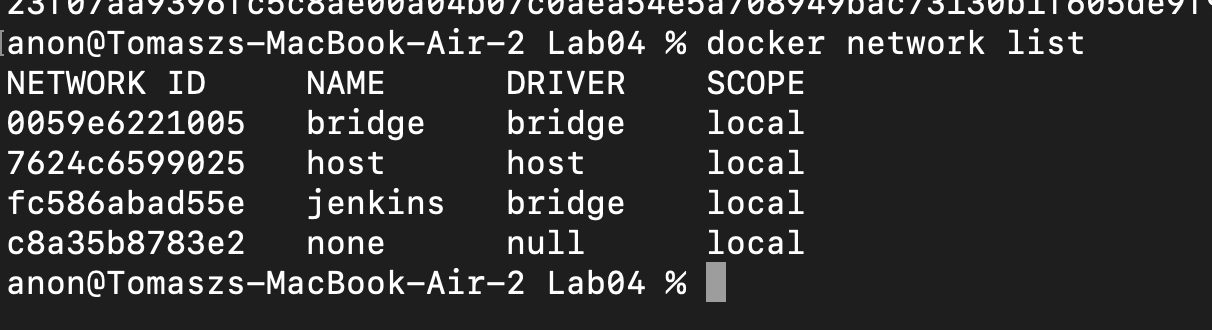 anon@Tomaszs-MacBook-Air-2 Lab04 % docker network list
NETWORK ID NAME DRIVER SCOPE
0059e6221005 bridge bridge local
7624c6599025 host host local
fc586abad55e jenkins bridge local
c8a35b8783e2 none null local
anon@Tomaszs-MacBook-Air-2 Lab04 %